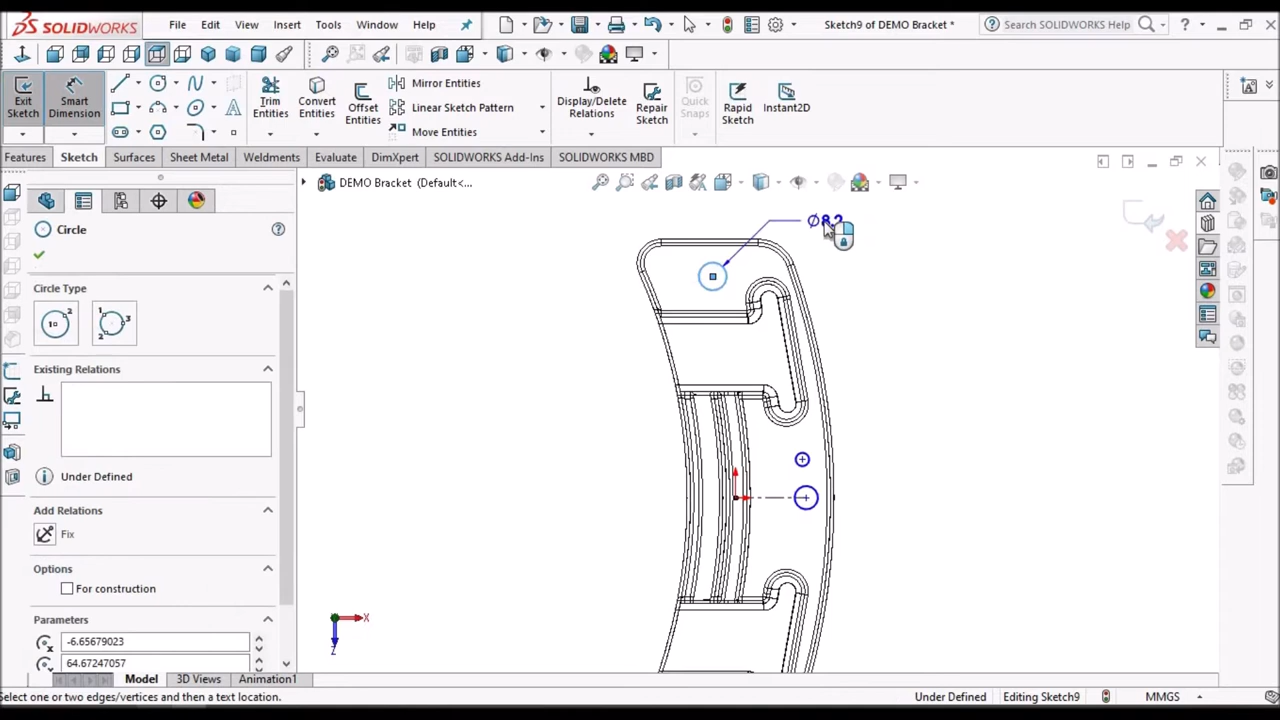 SOLIDWORKS File Edit View Insert Tools Window Help Sketch9 of DEMO Bracket * Search SOLIDWORKS Help ?
Exit Sketch
Smart Dimension
Trim Entities
Convert Entities
Offset Entities
Mirror Entities
Linear Sketch Pattern
Move Entities
Display/Delete Relations
Repair Sketch
Quick Snaps
Rapid Sketch
Instant2D
Features Sketch Surfaces Sheet Metal Weldments Evaluate DimXpert SOLIDWORKS Add-Ins SOLIDWORKS MBD
DEMO Bracket (Default<...
Circle ?
Circle Type
Existing Relations
Under Defined
Add Relations
Fix
Options
For construction
Parameters
-6.65679023
64.67247057
X
Z
Model 3D Views Animation1
Select one or two edges/vertices and then a text location. Under Defined Editing Sketch9 MMGS